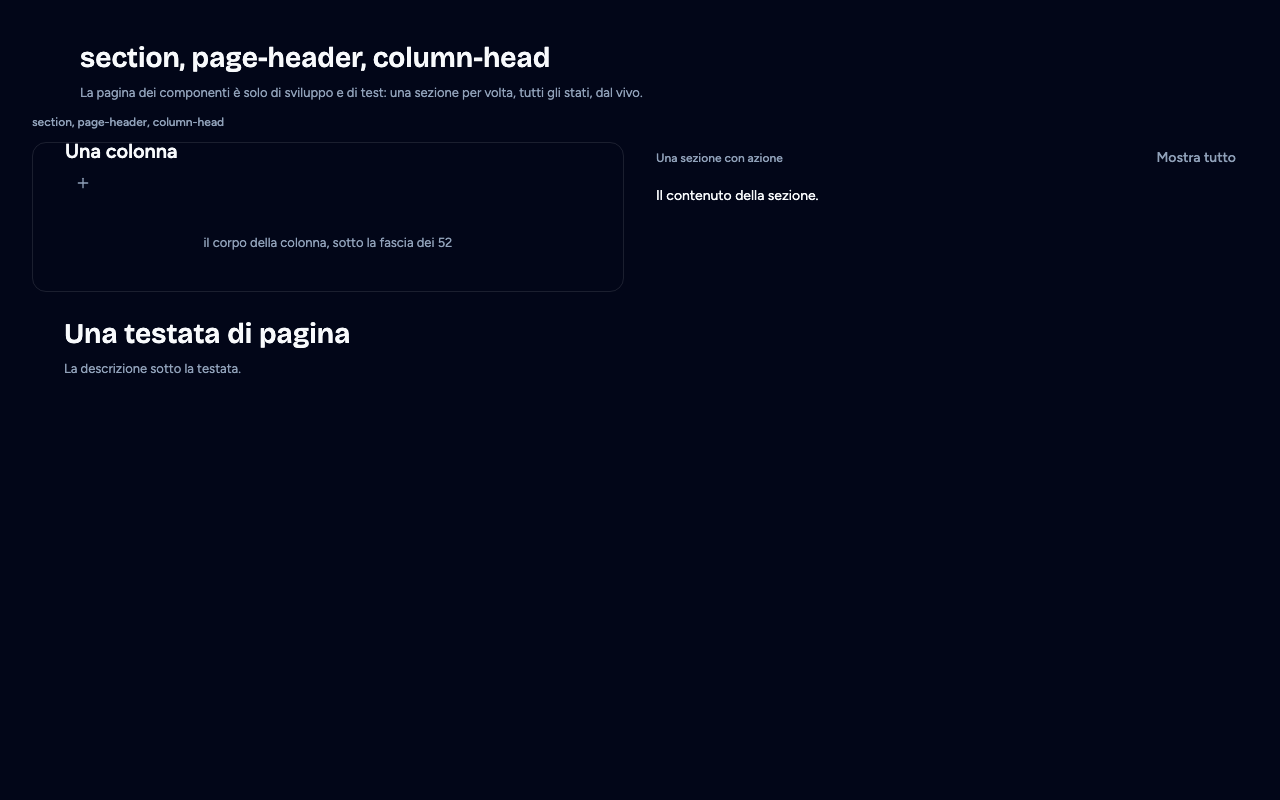 section, page-header, column-head
La pagina dei componenti è solo di sviluppo e di test: una sezione per volta, tutti gli stati, dal vivo.
section, page-header, column-head
Una colonna
+
il corpo della colonna, sotto la fascia dei 52
Una sezione con azione
Mostra tutto
Il contenuto della sezione.
Una testata di pagina
La descrizione sotto la testata.